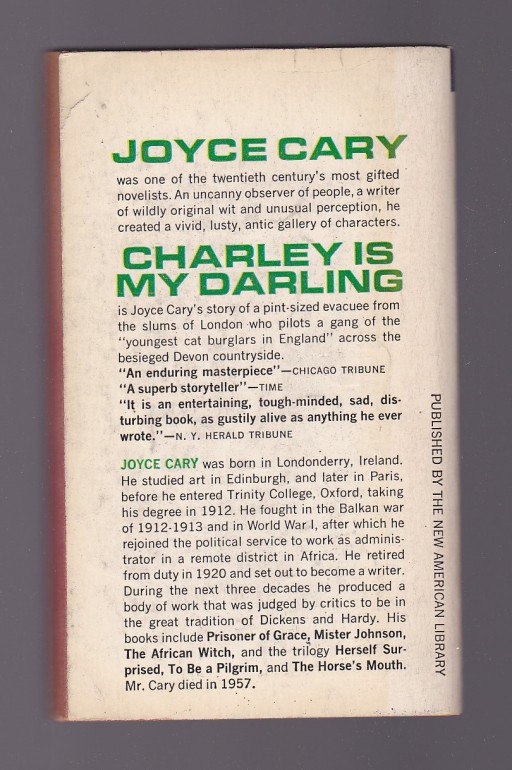 JOYCE CARY
was one of the twentieth century's most gifted
novelists. An uncanny observer of people, a writer
of wildly original wit and unusual perception, he
created a vivid, lusty, antic gallery of characters.
CHARLEY IS
MY DARLING
is Joyce Cary's story of a pint-sized evacuee from
the slums of London who pilots a gang of the
"youngest cat burglars in England" across the
besieged Devon countryside.
"An enduring masterpiece"—CHICAGO TRIBUNE
"A superb storyteller"—TIME
"It is an entertaining, tough-minded, sad, dis-
turbing book, as gustily alive as anything he ever
wrote."—N. Y. HERALD TRIBUNE
JOYCE CARY was born in Londonderry, Ireland.
He studied art in Edinburgh, and later in Paris,
before he entered Trinity College, Oxford, taking
his degree in 1912. He fought in the Balkan war
of 1912-1913 and in World War I, after which he
rejoined the political service to work as adminis-
trator in a remote district in Africa. He retired
from duty in 1920 and set out to become a writer.
During the next three decades he produced a
body of work that was judged by critics to be in
the great tradition of Dickens and Hardy. His
books include Prisoner of Grace, Mister Johnson,
The African Witch, and the trilogy Herself Sur-
prised, To Be a Pilgrim, and The Horse's Mouth.
Mr. Cary died in 1957.
PUBLISHED BY THE NEW AMERICAN LIBRARY